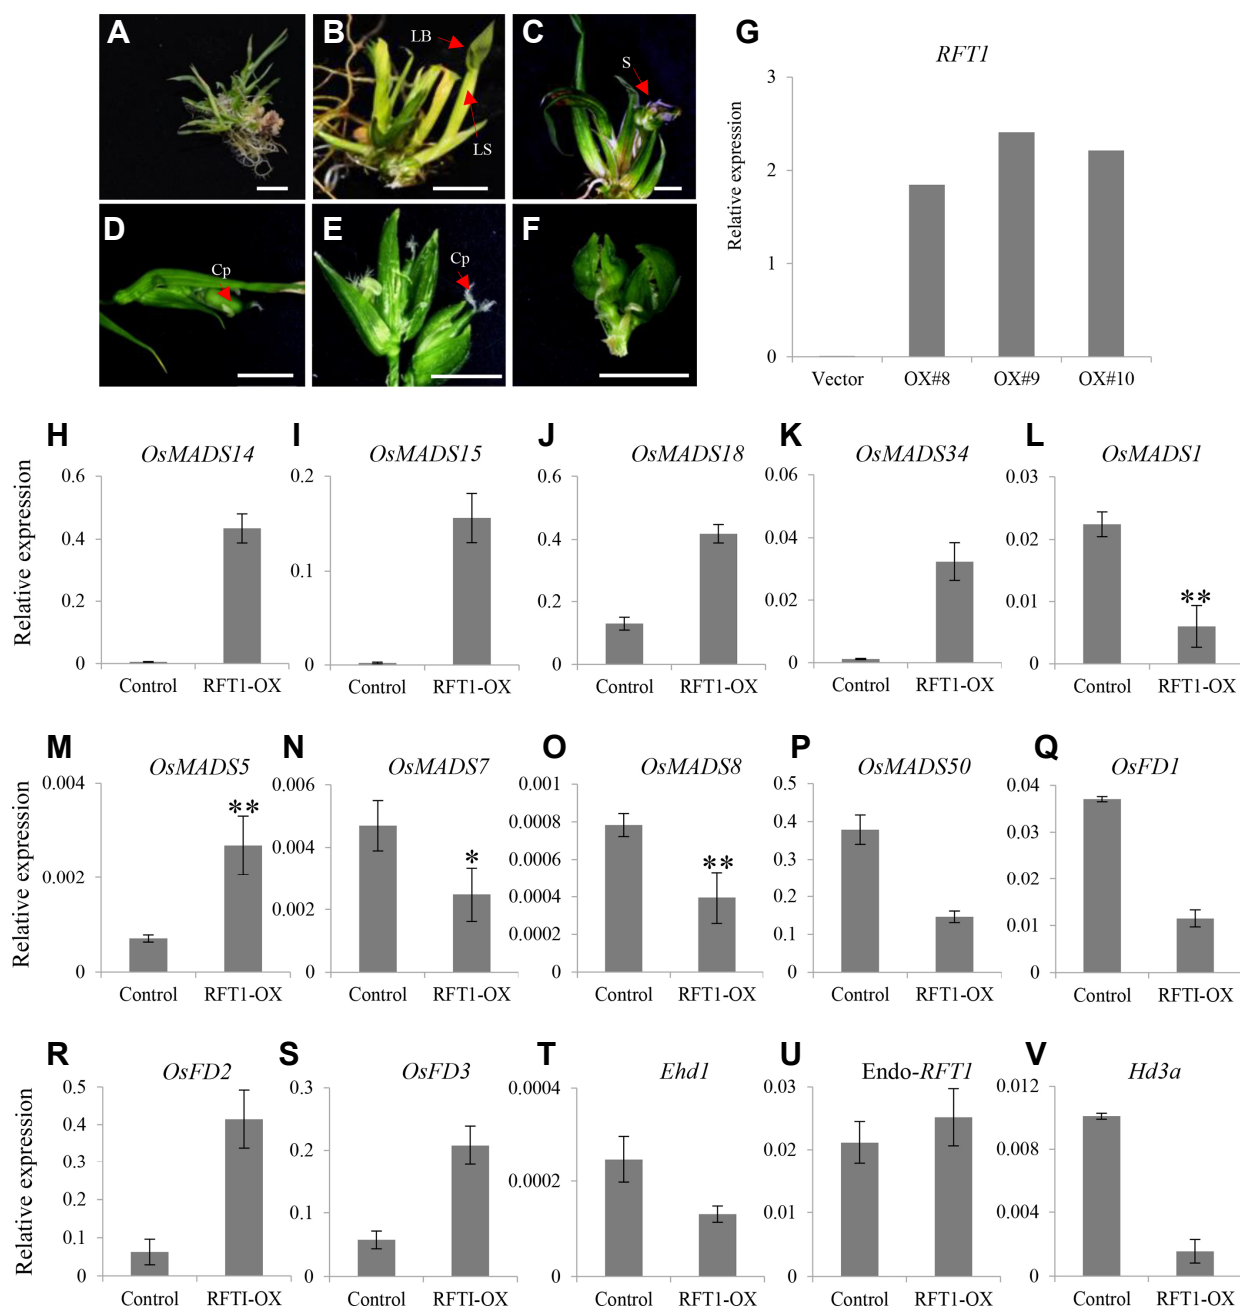 A
B
LB
LS
C
S
D
Cp
E
Cp
F
G
RFT1
Relative expression
3
2
1
0
Vector OX#8 OX#9 OX#10
H
OsMADS14
Relative expression
0.6
0.4
0.2
0
Control RFT1-OX
I
OsMADS15
0.2
0.1
0
Control RFT1-OX
J
OsMADS18
0.6
0.4
0.2
0
Control RFT1-OX
K
OsMADS34
0.06
0.04
0.02
0
Control RFT1-OX
L
OsMADS1
0.03
0.02
0.01
0
**
Control RFT1-OX
M
OsMADS5
Relative expression
0.004
0.002
0
**
Control RFT1-OX
N
OsMADS7
0.006
0.004
0.002
0
*
Control RFT1-OX
O
OsMADS8
0.001
0.0008
0.0006
0.0004
0.0002
0
**
Control RFT1-OX
P
OsMADS50
0.5
0.4
0.3
0.2
0.1
0
Control RFT1-OX
Q
OsFD1
0.04
0.03
0.02
0.01
0
Control RFTI-OX
R
OsFD2
Relative expression
0.5
0.4
0.3
0.2
0.1
0
Control RFTI-OX
S
OsFD3
0.3
0.2
0.1
0
Control RFTI-OX
T
Ehd1
0.0004
0.0002
0
Control RFT1-OX
U
Endo-RFT1
0.03
0.02
0.01
0
Control RFT1-OX
V
Hd3a
0.012
0.008
0.004
0
Control RFT1-OX